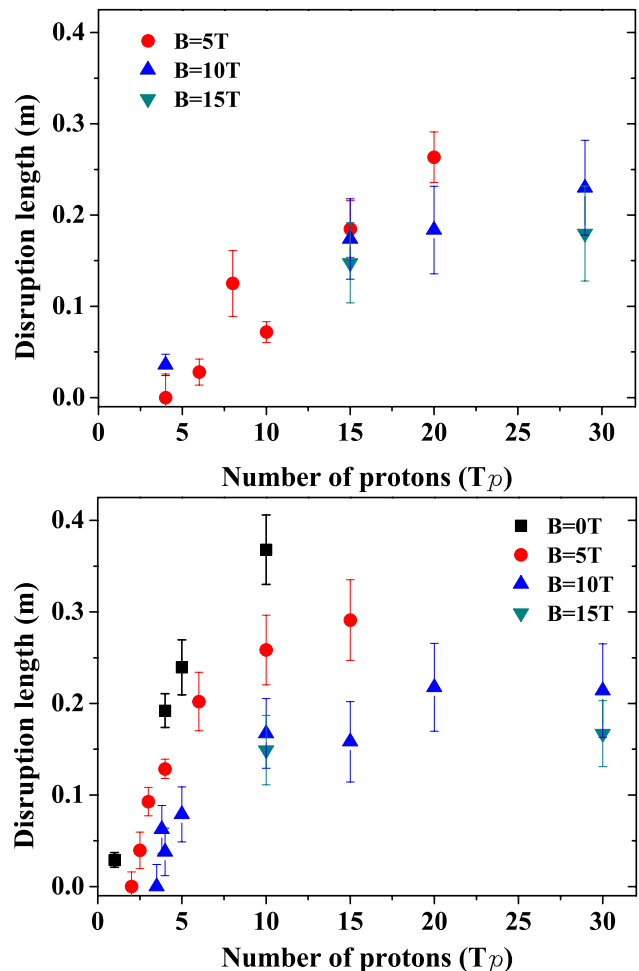 0.4
0.3
0.2
0.1
0.0
Disruption length (m)
B=5T
B=10T
B=15T
0 5 10 15 20 25 30
Number of protons (Tp)
0.4
0.3
0.2
0.1
0.0
Disruption length (m)
B=0T
B=5T
B=10T
B=15T
0 5 10 15 20 25 30
Number of protons (Tp)